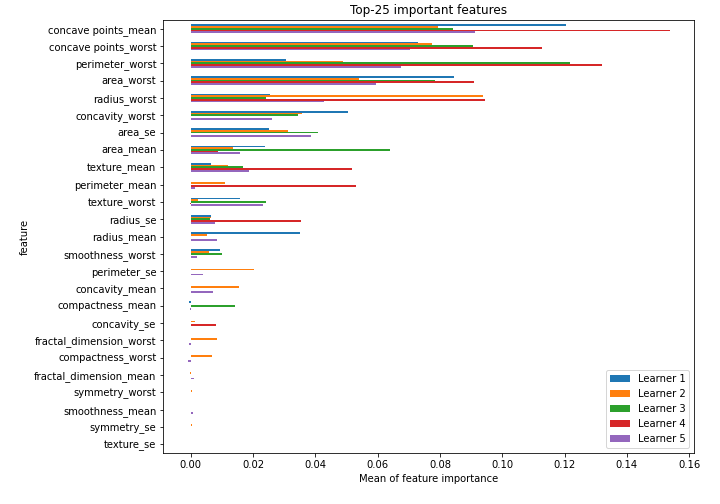 Top-25 important features
concave points_mean
concave points_worst
perimeter_worst
area_worst
radius_worst
concavity_worst
area_se
area_mean
texture_mean
perimeter_mean
texture_worst
radius_se
radius_mean
smoothness_worst
perimeter_se
concavity_mean
compactness_mean
concavity_se
fractal_dimension_worst
compactness_worst
fractal_dimension_mean
symmetry_worst
smoothness_mean
symmetry_se
texture_se
feature
Learner 1
Learner 2
Learner 3
Learner 4
Learner 5
0.00 0.02 0.04 0.06 0.08 0.10 0.12 0.14 0.16
Mean of feature importance